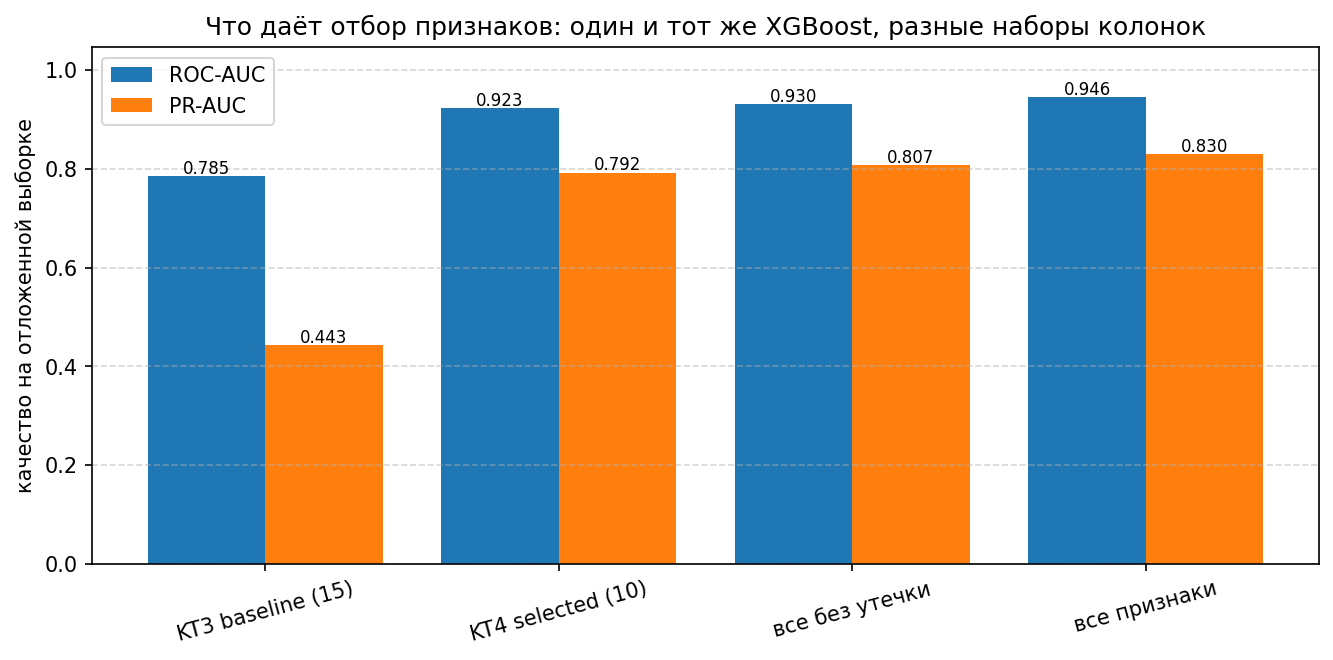 Что даёт отбор признаков: один и тот же XGBoost, разные наборы колонок
ROC-AUC
PR-AUC
качество на отложенной выборке
1.0
0.8
0.6
0.4
0.2
0.0
0.785
0.443
0.923
0.792
0.930
0.807
0.946
0.830
КТ3 baseline (15)
КТ4 selected (10)
все без утечки
все признаки